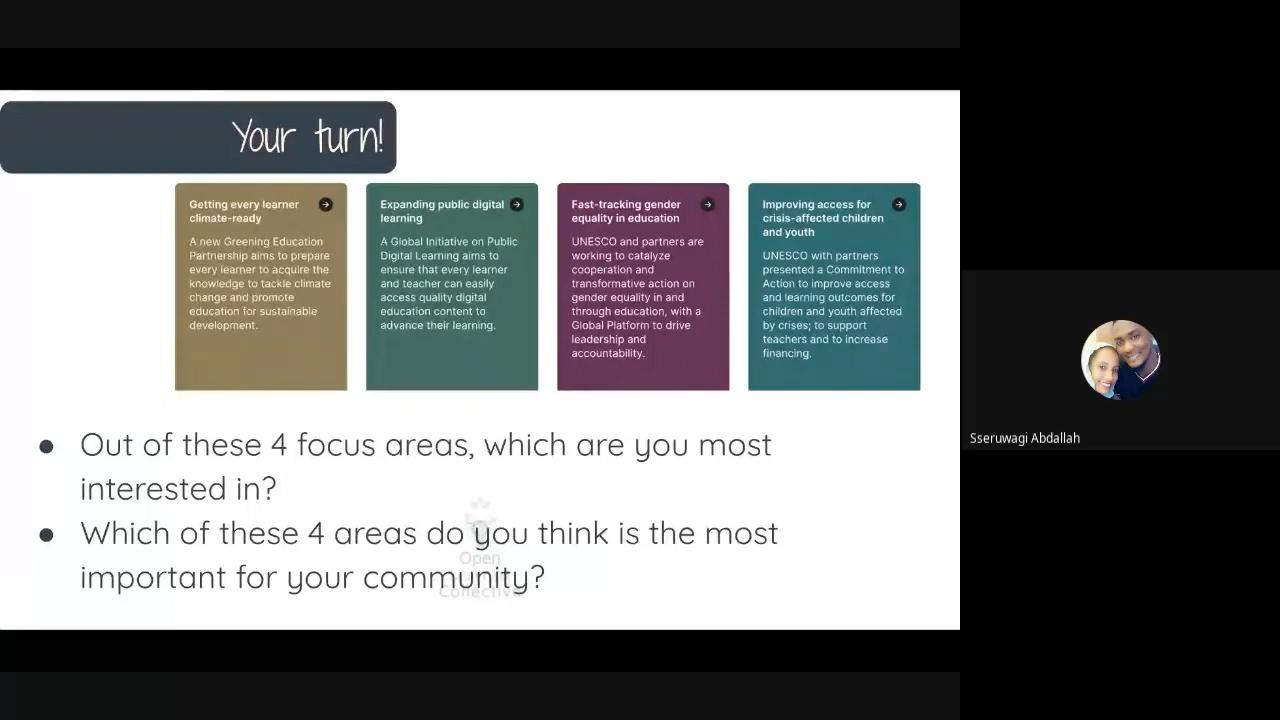 Your turn!
Getting every learner
climate-ready
A new Greening Education
Partnership aims to prepare
every learner to acquire the
knowledge to tackle climate
change and promote
education for sustainable
development.
Expanding public digital
learning
A Global Initiative on Public
Digital Learning aims to
ensure that every learner
and teacher can easily
access quality digital
education content to
advance their learning.
Fast-tracking gender
equality in education
UNESCO and partners are
working to catalyze
cooperation and
transformative action on
gender equality in and
through education, with a
Global Platform to drive
leadership and
accountability.
Improving access for
crisis-affected children
and youth
UNESCO with partners
presented a Commitment to
Action to improve access
and learning outcomes for
children and youth affected
by crises; to support
teachers and to increase
financing.
● Out of these 4 focus areas, which are you most
interested in?
● Which of these 4 areas do you think is the most
important for your community?
Open
Collective
Sseruwagi Abdallah